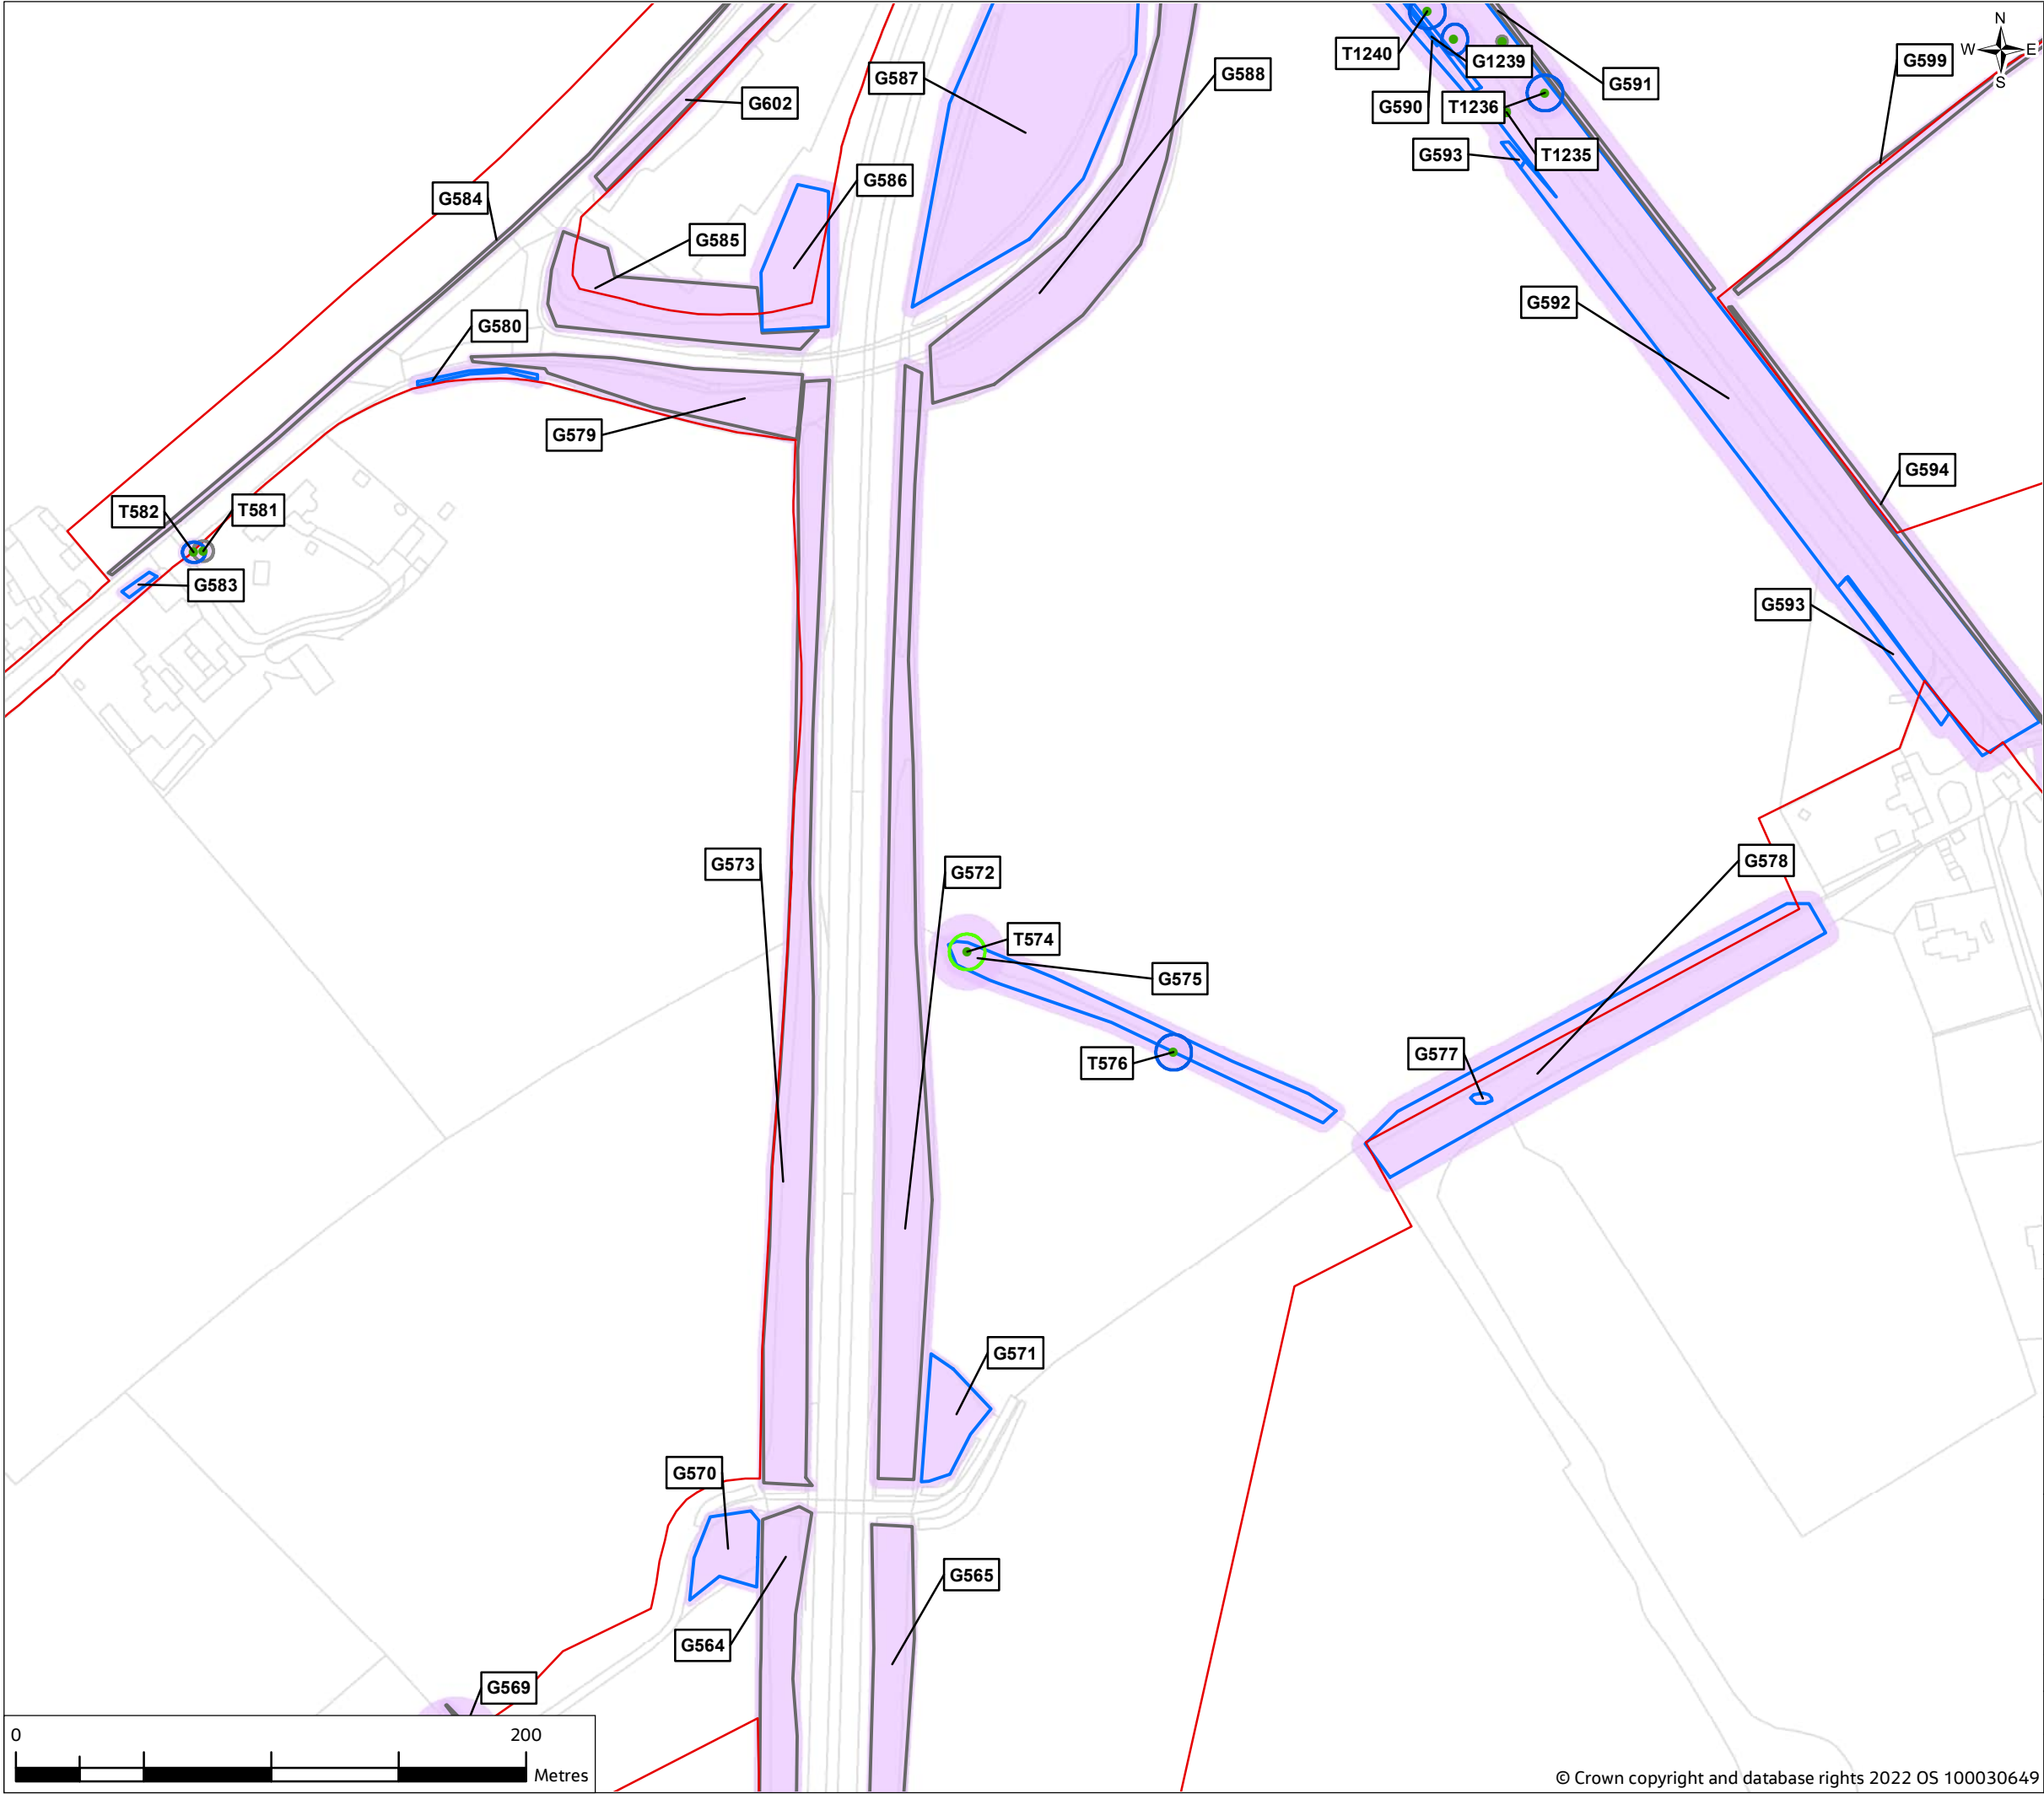 N
W E
S
T1240
G1239
G599
G587
G588
G591
G602
G590
T1236
G593
T1235
G586
G584
G585
G592
G580
G579
G594
T582
T581
G583
G593
G573
G572
G578
T574
G575
G577
T576
G571
G570
G565
G564
G569
0 200
Metres
© Crown copyright and database rights 2022 OS 100030649